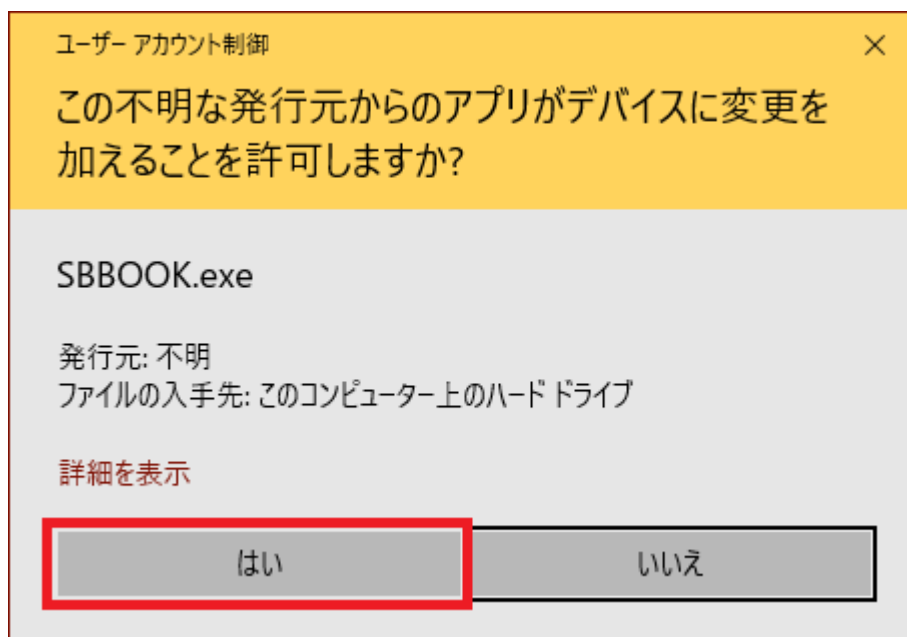 ユーザー アカウント制御
この不明な発行元からのアプリがデバイスに変更を
加えることを許可しますか?
SBBOOK.exe
発行元: 不明
ファイルの入手先: このコンピューター上のハード ドライブ
詳細を表示
はい
いいえ